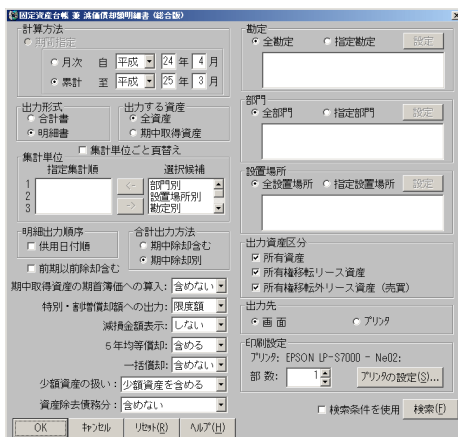 固定資産台帳 兼 減価償却額明細書 (総合版)
計算方法
期間指定
月次 自 平成 24 年 4 月
累計 至 平成 25 年 3 月
出力形式
合計書
明細書
出力する資産
全資産
期中取得資産
集計単位ごと頁替え
集計単位
指定集計順
選択候補
1
2
3
<-
->
部門別
設置場所別
勘定別
明細出力順序
供用日付順
前期以前除却含む
合計出力方法
期中除却含む
期中除却別
期中取得資産の期首簿価への算入: 含めない
特別・割増償却額への出力: 限度額
減損金額表示: しない
5年均等償却: 含める
一括償却: 含めない
少額資産の扱い: 少額資産を含める
資産除去債務分: 含めない
OK
キャンセル
リセット(R)
ヘルプ(H)
勘定
全勘定
指定勘定
設定
部門
全部門
指定部門
設定
設置場所
全設置場所
指定設置場所
設定
出力資産区分
所有資産
所有権移転リース資産
所有権移転外リース資産 (売買)
出力先
画面
プリンタ
印刷設定
プリンタ: EPSON LP-S7000 - Ne02:
部数: 1
プリンタの設定(S)...
検索条件を使用
検索(F)